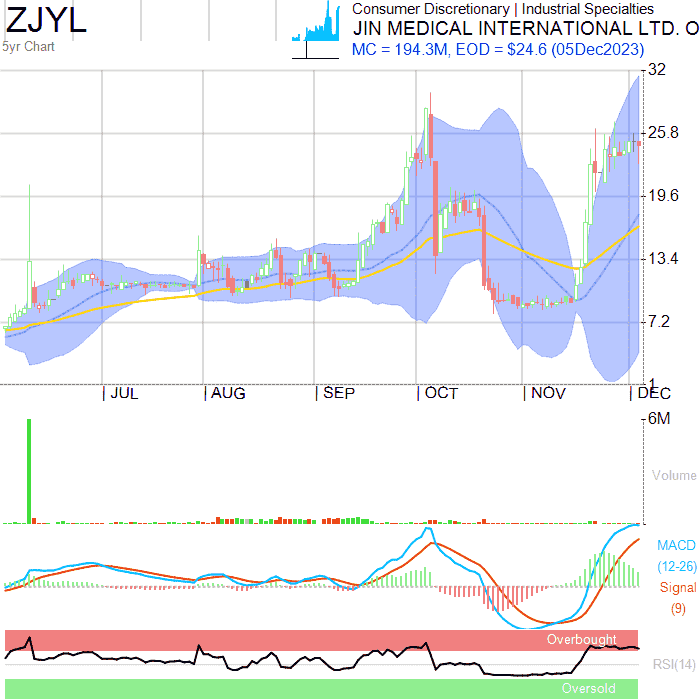 ZJYL
5yr Chart
Consumer Discretionary | Industrial Specialties
JIN MEDICAL INTERNATIONAL LTD. O
MC = 194.3M, EOD = $24.6 (05Dec2023)
32
25.8
19.6
13.4
7.2
1
JUL AUG SEP OCT NOV DEC
6M
Volume
MACD
(12-26)
Signal
(9)
Overbought
RSI(14)
Oversold